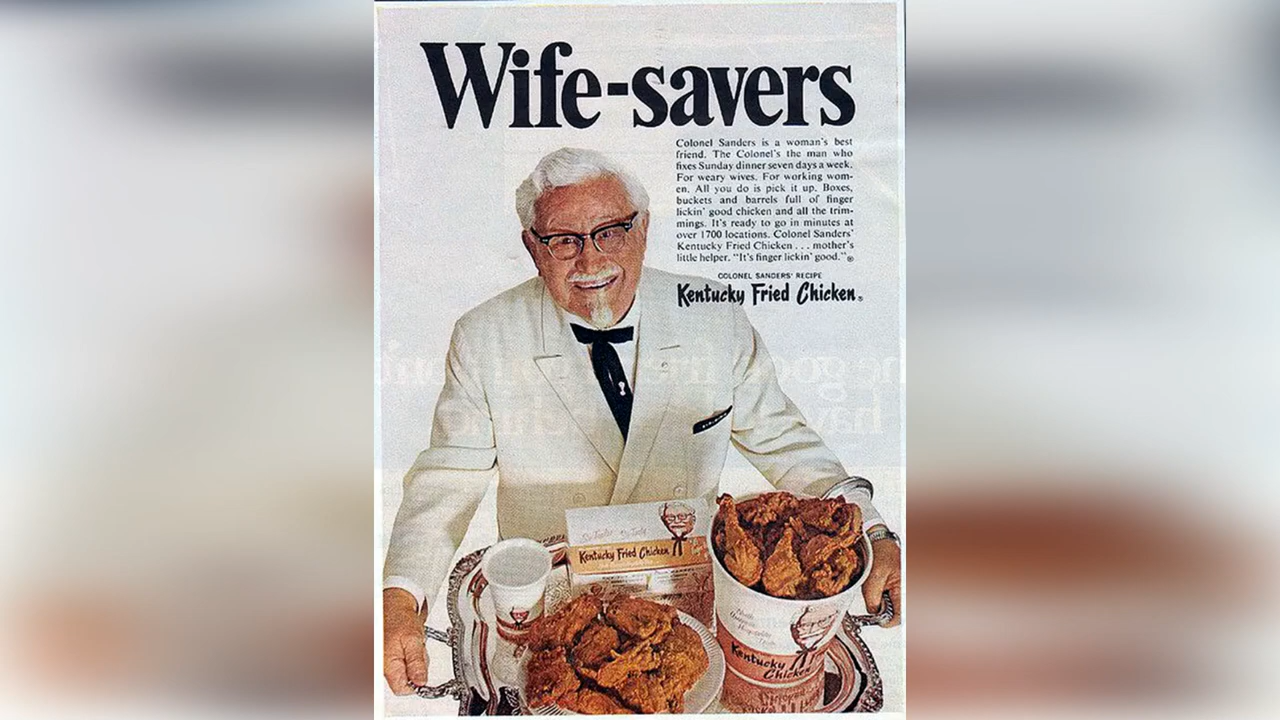 Wife-savers
Colonel Sanders is a woman's best
friend. The Colonel's the man who
fixes Sunday dinner seven days a week.
For weary wives. For working wom-
en. All you do is pick it up. Boxes,
buckets and barrels full of finger
lickin' good chicken and all the trim-
mings. It's ready to go in minutes at
over 1700 locations. Colonel Sanders'
Kentucky Fried Chicken . . . mother's
little helper. "It's finger lickin' good."®
COLONEL SANDERS' RECIPE
Kentucky Fried Chicken®
Kentucky Fried Chicken
North
Hospitality
Kentucky
Chicken